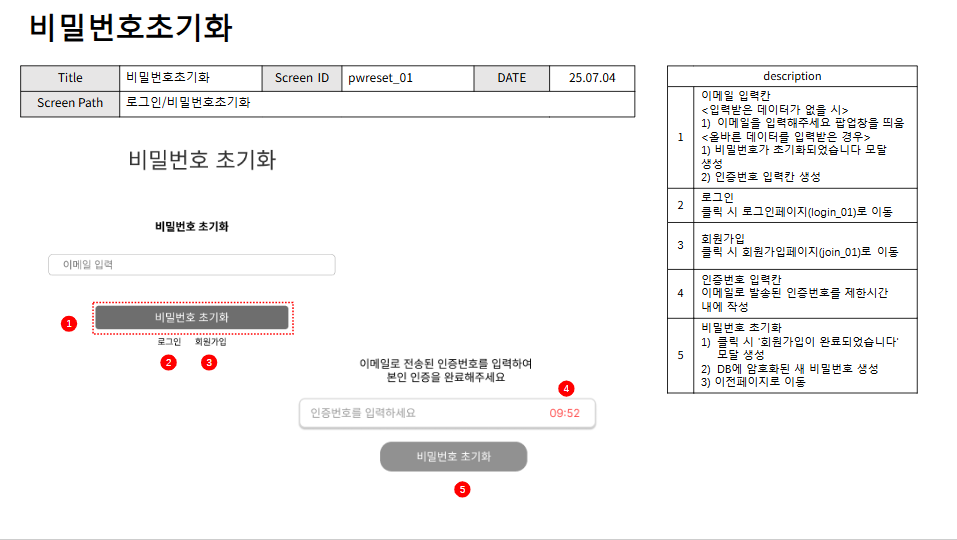 비밀번호초기화
Title 비밀번호초기화 Screen ID pwreset_01 DATE 25.07.04
Screen Path 로그인/비밀번호초기화
비밀번호 초기화
비밀번호 초기화
이메일 입력
비밀번호 초기화
1
로그인 회원가입
2 3
이메일로 전송된 인증번호를 입력하여
본인 인증을 완료해주세요
4
인증번호를 입력하세요 09:52
비밀번호 초기화
5
description
1
이메일 입력칸
<입력받은 데이터가 없을 시>
1) 이메일을 입력해주세요 팝업창을 띄움
<올바른 데이터를 입력받은 경우>
1) 비밀번호가 초기화되었습니다 모달
생성
2) 인증번호 입력칸 생성
2
로그인
클릭 시 로그인페이지(login_01)로 이동
3
회원가입
클릭 시 회원가입페이지(join_01)로 이동
4
인증번호 입력칸
이메일로 발송된 인증번호를 제한시간
내에 작성
5
비밀번호 초기화
1) 클릭 시 '회원가입이 완료되었습니다'
모달 생성
2) DB에 암호화된 새 비밀번호 생성
3) 이전페이지로 이동